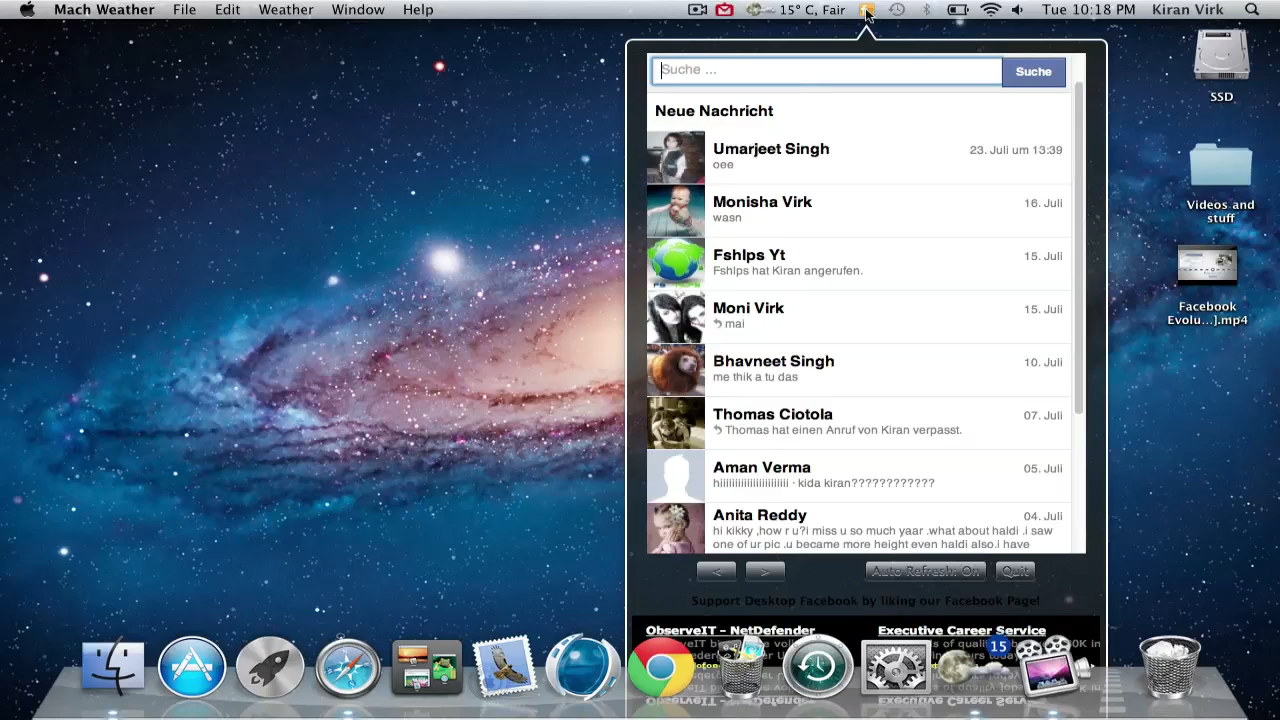 Mach Weather File Edit Weather Window Help 15° C, Fair Tue 10:18 PM Kiran Virk
Suche ... Suche
Neue Nachricht
Umarjeet Singh 23. Juli um 13:39
oee
Monisha Virk 16. Juli
wasn
Fshlps Yt 15. Juli
Fshlps hat Kiran angerufen.
Moni Virk 15. Juli
mai
Bhavneet Singh 10. Juli
me thik a tu das
Thomas Ciotola 07. Juli
Thomas hat einen Anruf von Kiran verpasst.
Aman Verma 05. Juli
hiiiiiiiiiiiiiiiiiiiiiii · kida kiran????????????
Anita Reddy 04. Juli
hi kikky ,how r u?i miss u so much yaar .what about haldi .i saw
one of ur pic .u became more height even haldi also.i have
< > Auto Refresh: On Quit
Support Desktop Facebook by liking our Facebook Page!
ObserveIT – NetDefender Executive Career Service
SSD
Videos and
stuff
Facebook
Evolu...].mp4
15